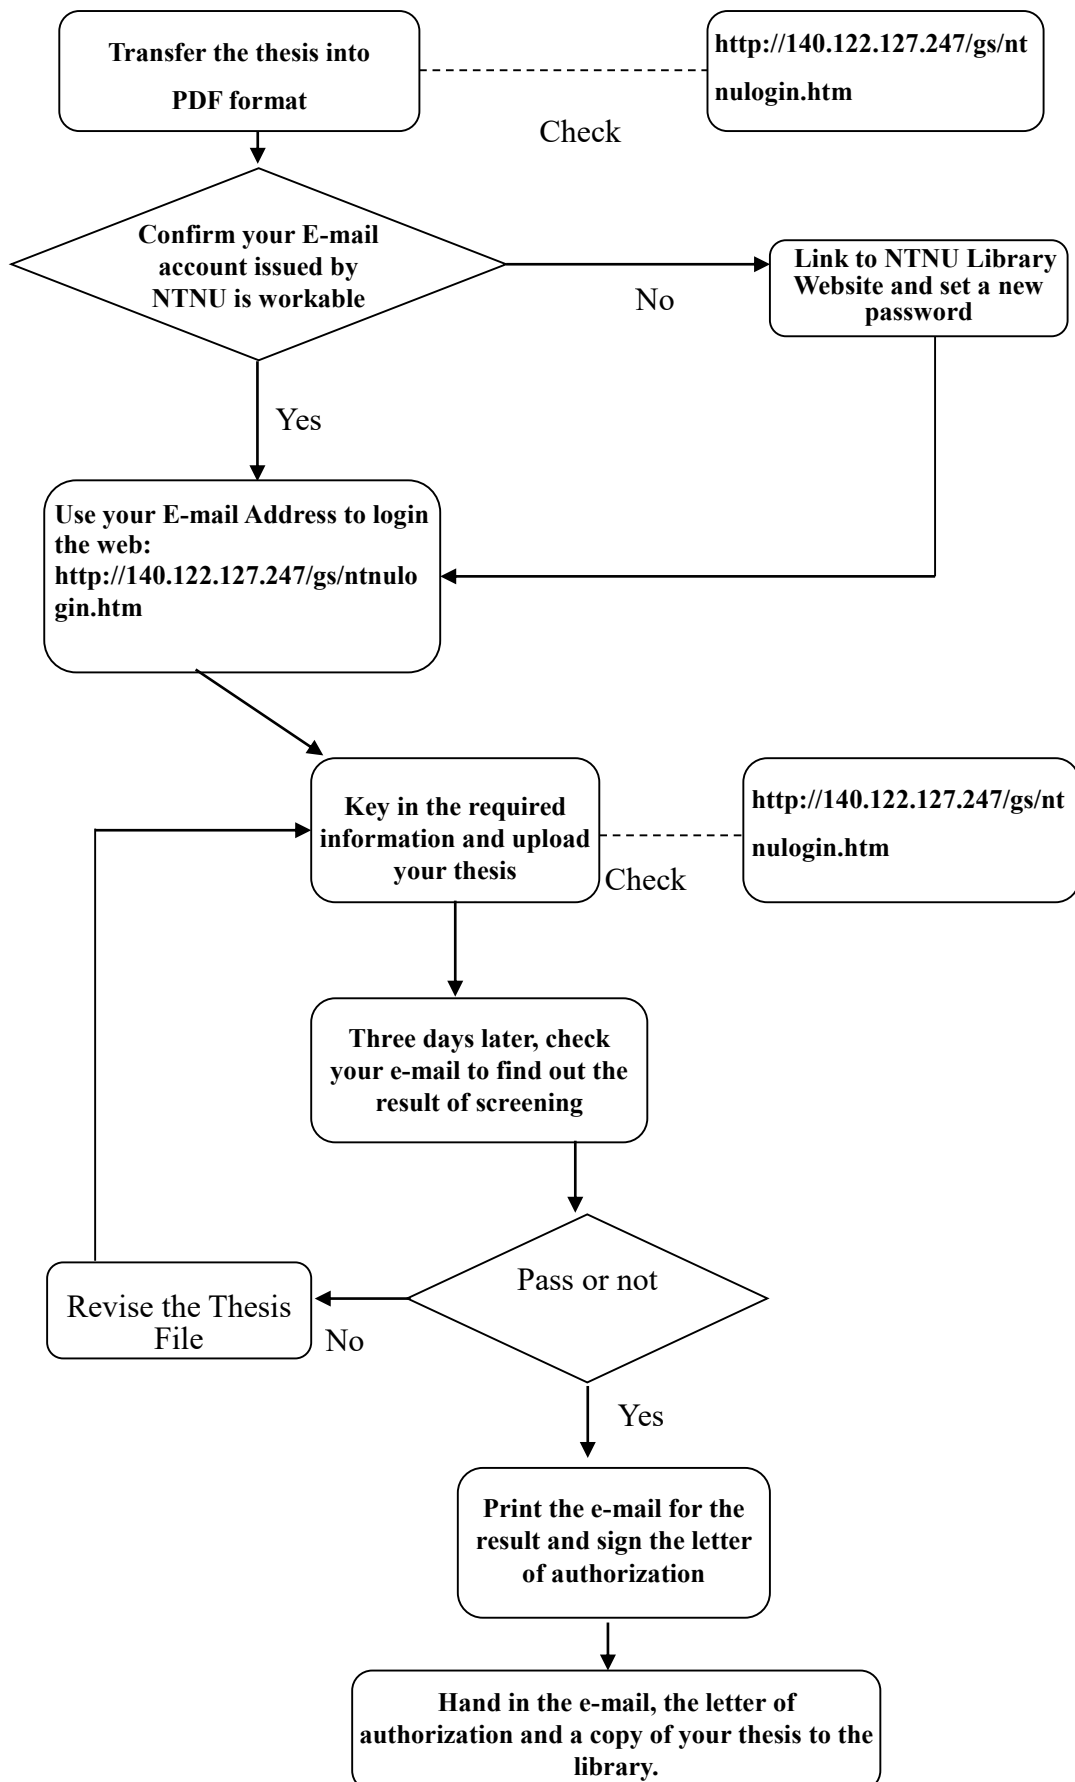 Transfer the thesis into
PDF format
http://140.122.127.247/gs/nt
nulogin.htm
Check
Confirm your E-mail
account issued by
NTNU is workable
No
Link to NTNU Library
Website and set a new
password
Yes
Use your E-mail Address to login
the web:
http://140.122.127.247/gs/ntnulo
gin.htm
Key in the required
information and upload
your thesis
Check
http://140.122.127.247/gs/nt
nulogin.htm
Three days later, check
your e-mail to find out the
result of screening
Pass or not
No
Revise the Thesis
File
Yes
Print the e-mail for the
result and sign the letter
of authorization
Hand in the e-mail, the letter of
authorization and a copy of your thesis to the
library.